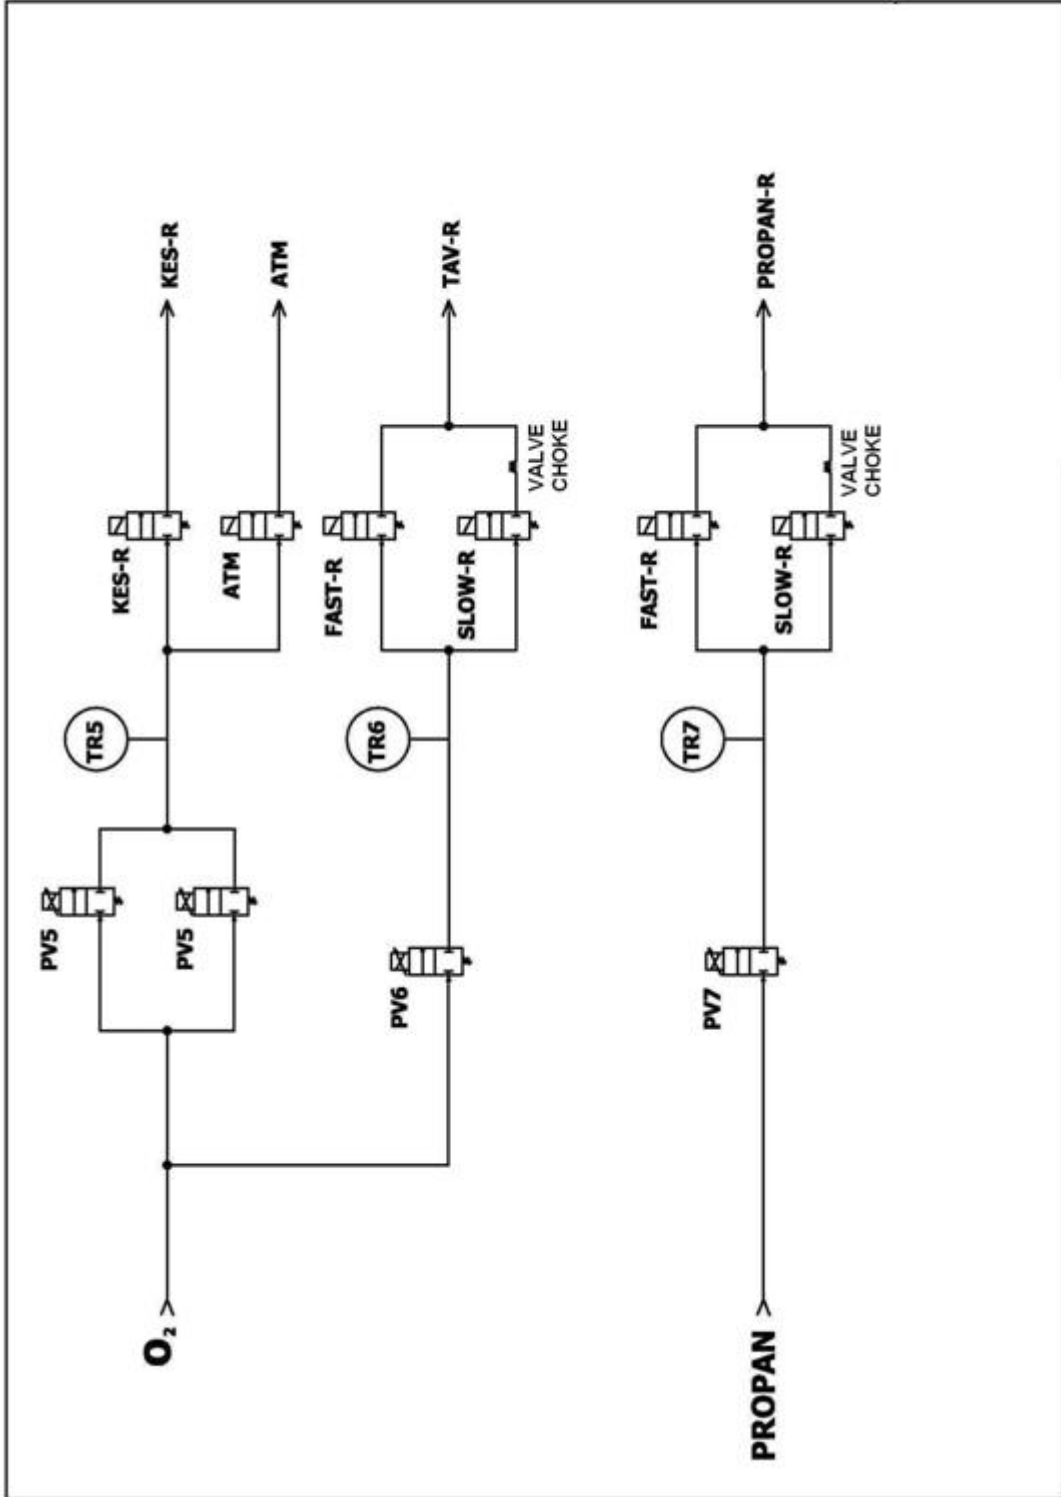 O₂
PV5
PV5
TR5
KES-R
ATM
KES-R
ATM
PV6
TR6
FAST-R
SLOW-R
VALVE
CHOKE
TAV-R
PROPAN
PV7
TR7
FAST-R
SLOW-R
VALVE
CHOKE
PROPAN-R